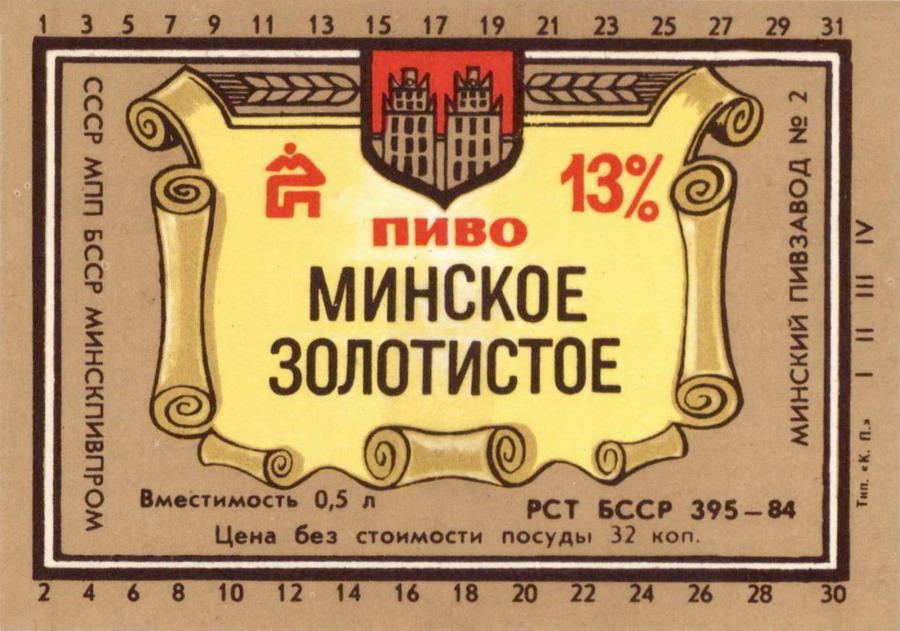 1 3 5 7 9 11 13 15 17 19 21 23 25 27 29 31
СССР МПП БССР МИНСКПИВПРОМ
13%
ПИВО
МИНСКОЕ
ЗОЛОТИСТОЕ
Вместимость 0,5 л
РСТ БССР 395—84
Цена без стоимости посуды 32 коп.
МИНСКИЙ ПИВЗАВОД № 2
I II III IV
Тип. «К. П.»
2 4 6 8 10 12 14 16 18 20 22 24 26 28 30